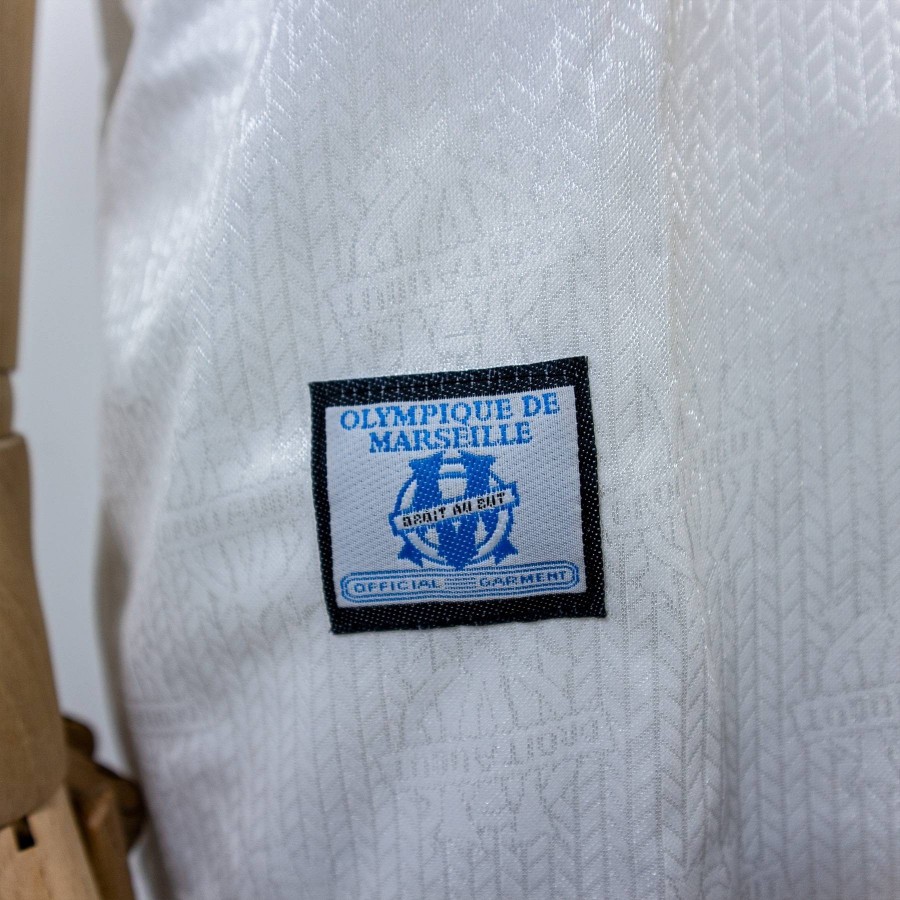 OLYMPIQUE DE
MARSEILLE
DROIT AU BUT
OFFICIAL GARMENT